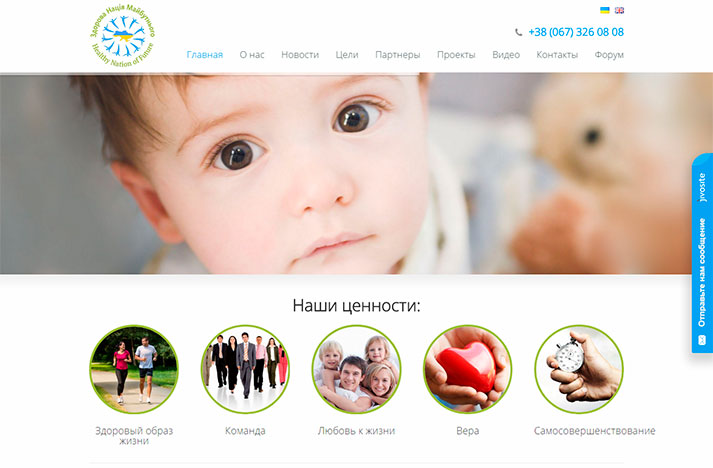 Здорова Нація Майбутнього
Healthy Nation of Future
+38 (067) 326 08 08
Главная О нас Новости Цели Партнеры Проекты Видео Контакты Форум
Отправьте нам сообщение
Наши ценности:
Здоровый образ жизни
Команда
Любовь к жизни
Вера
Самосовершенствование